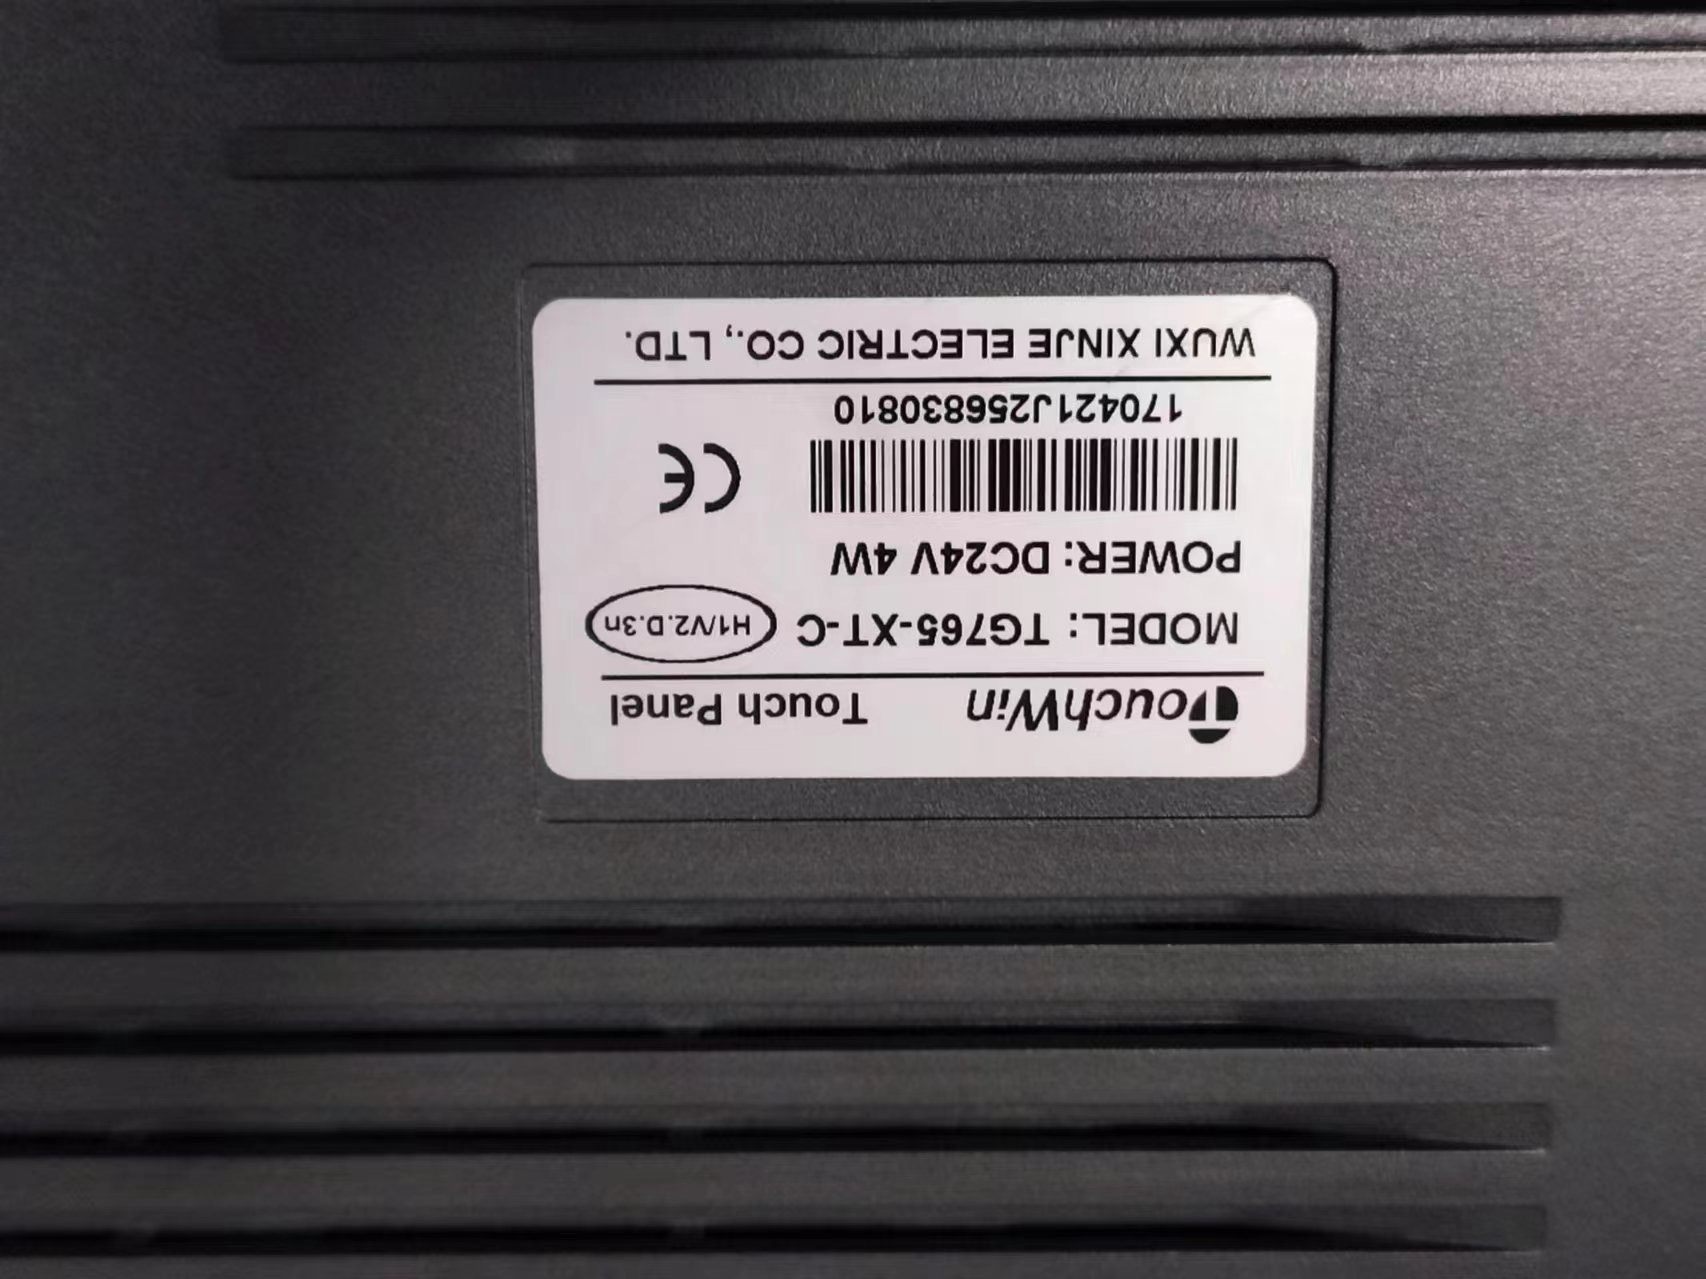 TouchWin Touch Panel
MODEL: TG765-XT-C H1/V2.D.3n
POWER: DC24V 4W
CE
170421J256830810
WUXI XINJE ELECTRIC CO., LTD.